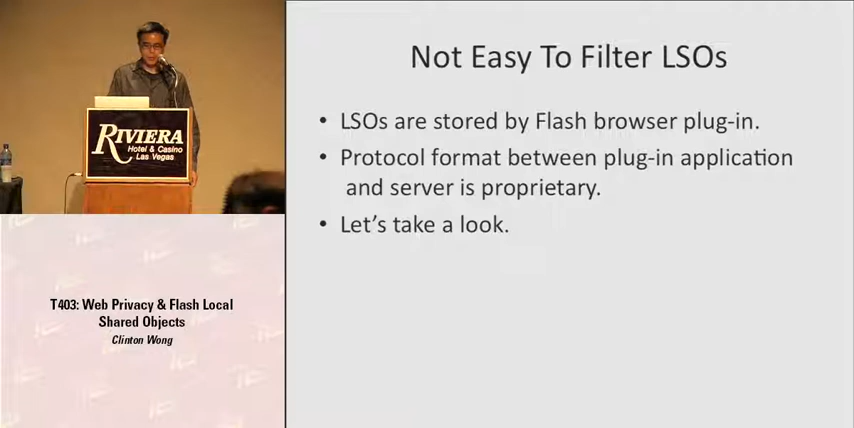 RIVIERA
Hotel & Casino
Las Vegas
T403: Web Privacy & Flash Local
Shared Objects
Clinton Wong
Not Easy To Filter LSOs
• LSOs are stored by Flash browser plug-in.
• Protocol format between plug-in application
and server is proprietary.
• Let's take a look.